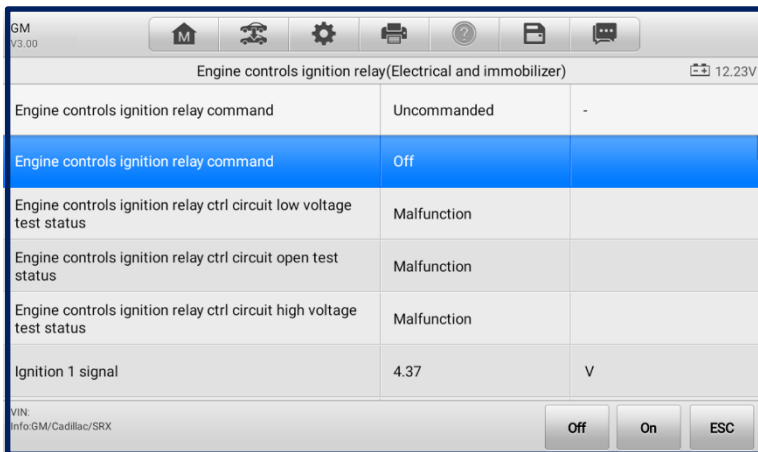 GM
V3.00
M
?
Engine controls ignition relay(Electrical and immobilizer)
12.23V
Engine controls ignition relay command Uncommanded -
Engine controls ignition relay command Off
Engine controls ignition relay ctrl circuit low voltage
test status
Malfunction
Engine controls ignition relay ctrl circuit open test
status
Malfunction
Engine controls ignition relay ctrl circuit high voltage
test status
Malfunction
Ignition 1 signal 4.37 V
VIN:
Info:GM/Cadillac/SRX
Off On ESC